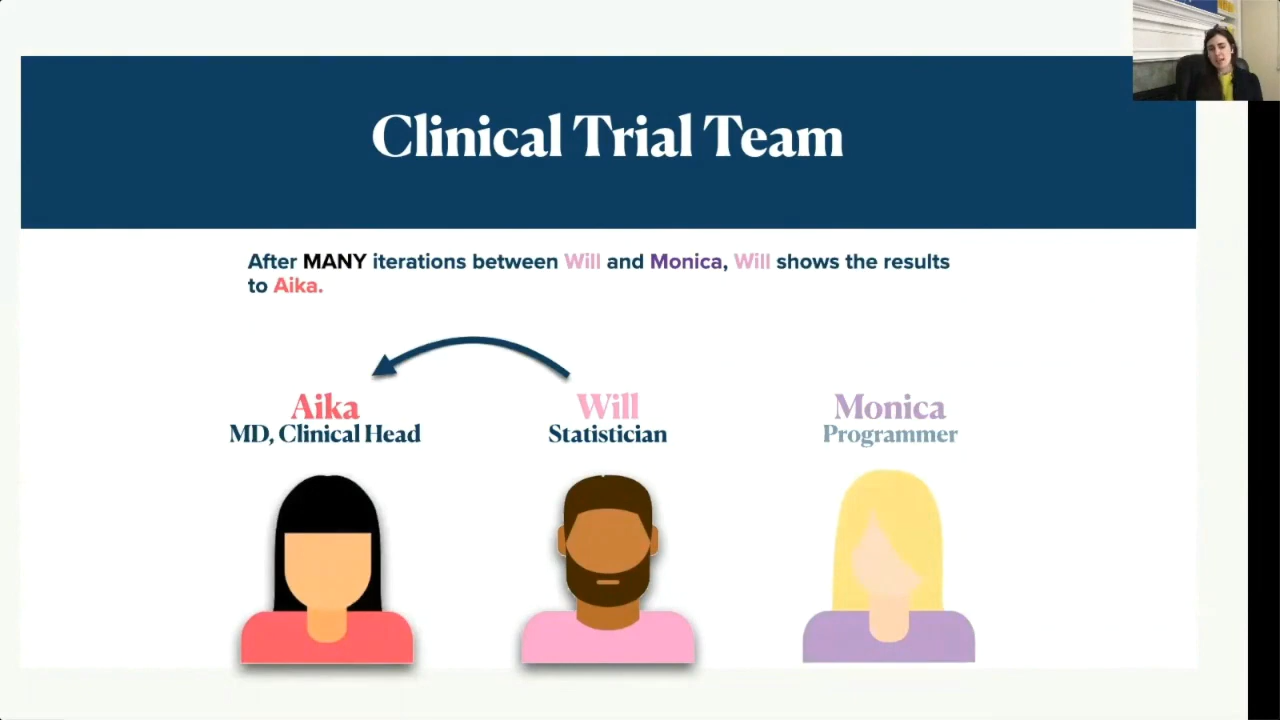 Clinical Trial Team
After MANY iterations between Will and Monica, Will shows the results
to Aika.
Aika
MD, Clinical Head
Will
Statistician
Monica
Programmer